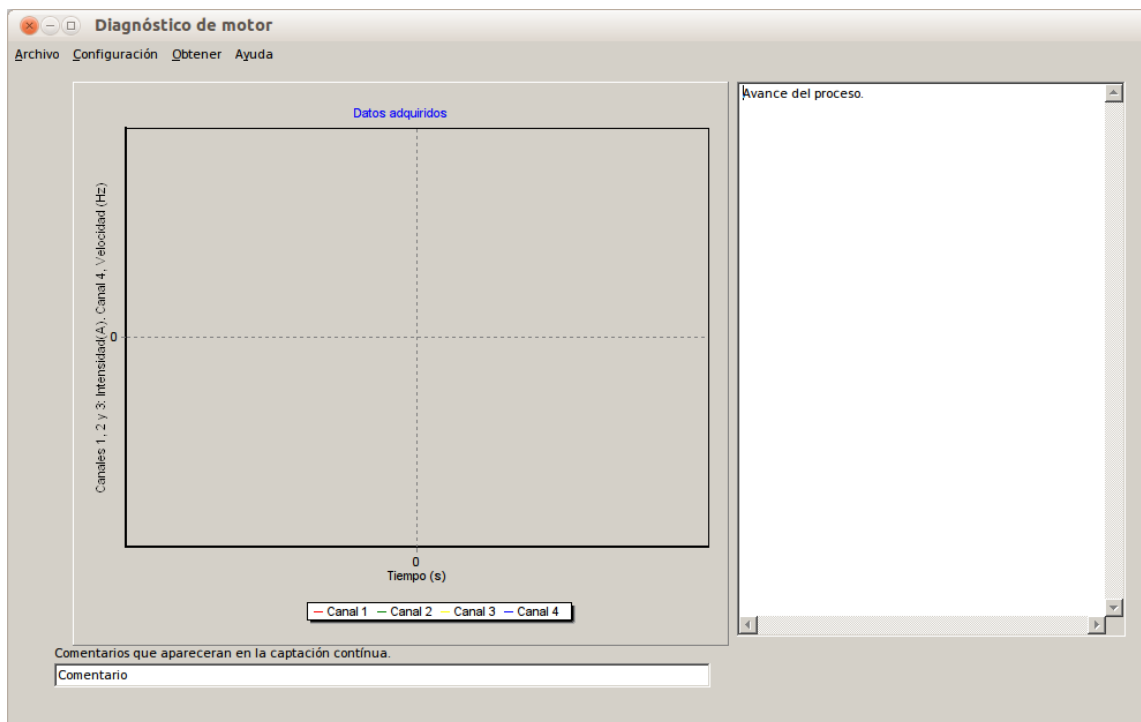 Diagnóstico de motor
Archivo Configuración Obtener Ayuda
Datos adquiridos
Canales 1, 2 y 3: Intensidad(A). Canal 4, Velocidad (Hz)
0
0
Tiempo (s)
Canal 1 Canal 2 Canal 3 Canal 4
Avance del proceso.
Comentarios que apareceran en la captación contínua.
Comentario